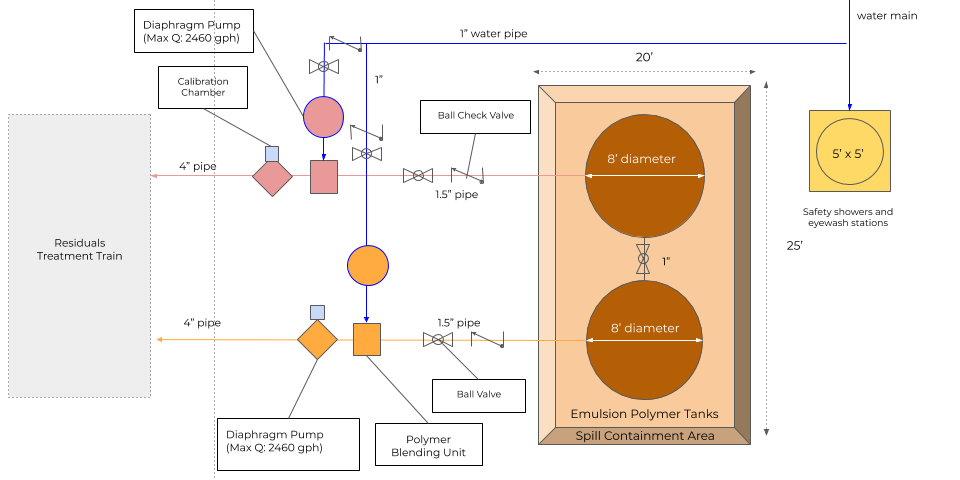 water main
Diaphragm Pump
(Max Q: 2460 gph)
1” water pipe
20’
Calibration
Chamber
1”
Ball Check Valve
8’ diameter
5’ x 5’
4” pipe
1.5” pipe
Safety showers and
eyewash stations
Residuals
Treatment Train
25’
1”
4” pipe
1.5” pipe
8’ diameter
Ball Valve
Emulsion Polymer Tanks
Spill Containment Area
Diaphragm Pump
(Max Q: 2460 gph)
Polymer
Blending Unit